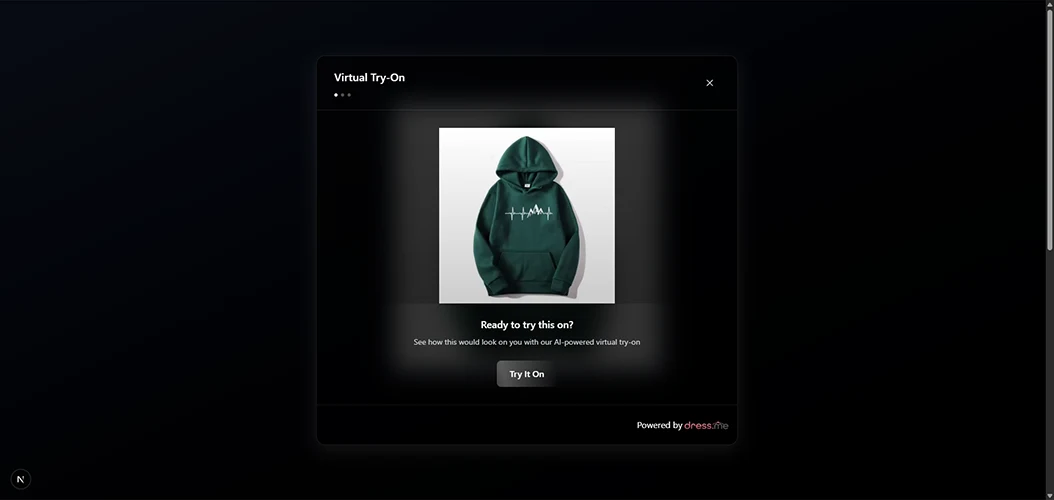 Virtual Try-On
Ready to try this on?
See how this would look on you with our AI-powered virtual try-on
Try It On
Powered by dress.me
N